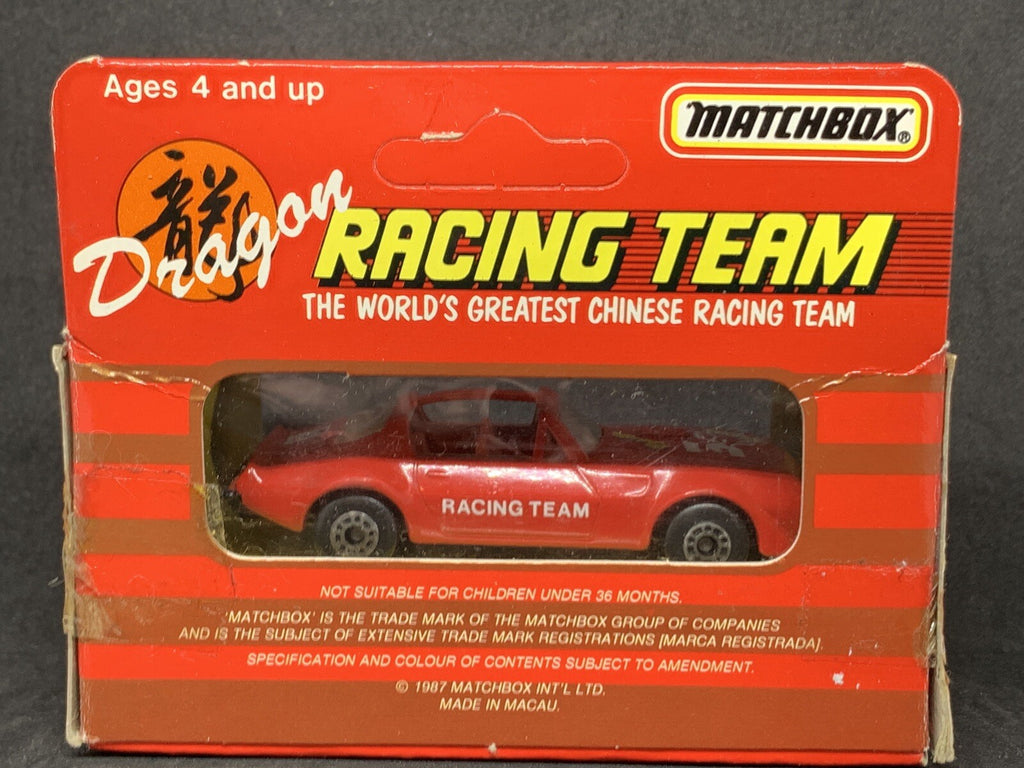 Ages 4 and up
MATCHBOX®
龍
Dragon
RACING TEAM
THE WORLD'S GREATEST CHINESE RACING TEAM
RACING TEAM
NOT SUITABLE FOR CHILDREN UNDER 36 MONTHS.
'MATCHBOX' IS THE TRADE MARK OF THE MATCHBOX GROUP OF COMPANIES
AND IS THE SUBJECT OF EXTENSIVE TRADE MARK REGISTRATIONS [MARCA REGISTRADA].
SPECIFICATION AND COLOUR OF CONTENTS SUBJECT TO AMENDMENT.
© 1987 MATCHBOX INT'L LTD.
MADE IN MACAU.